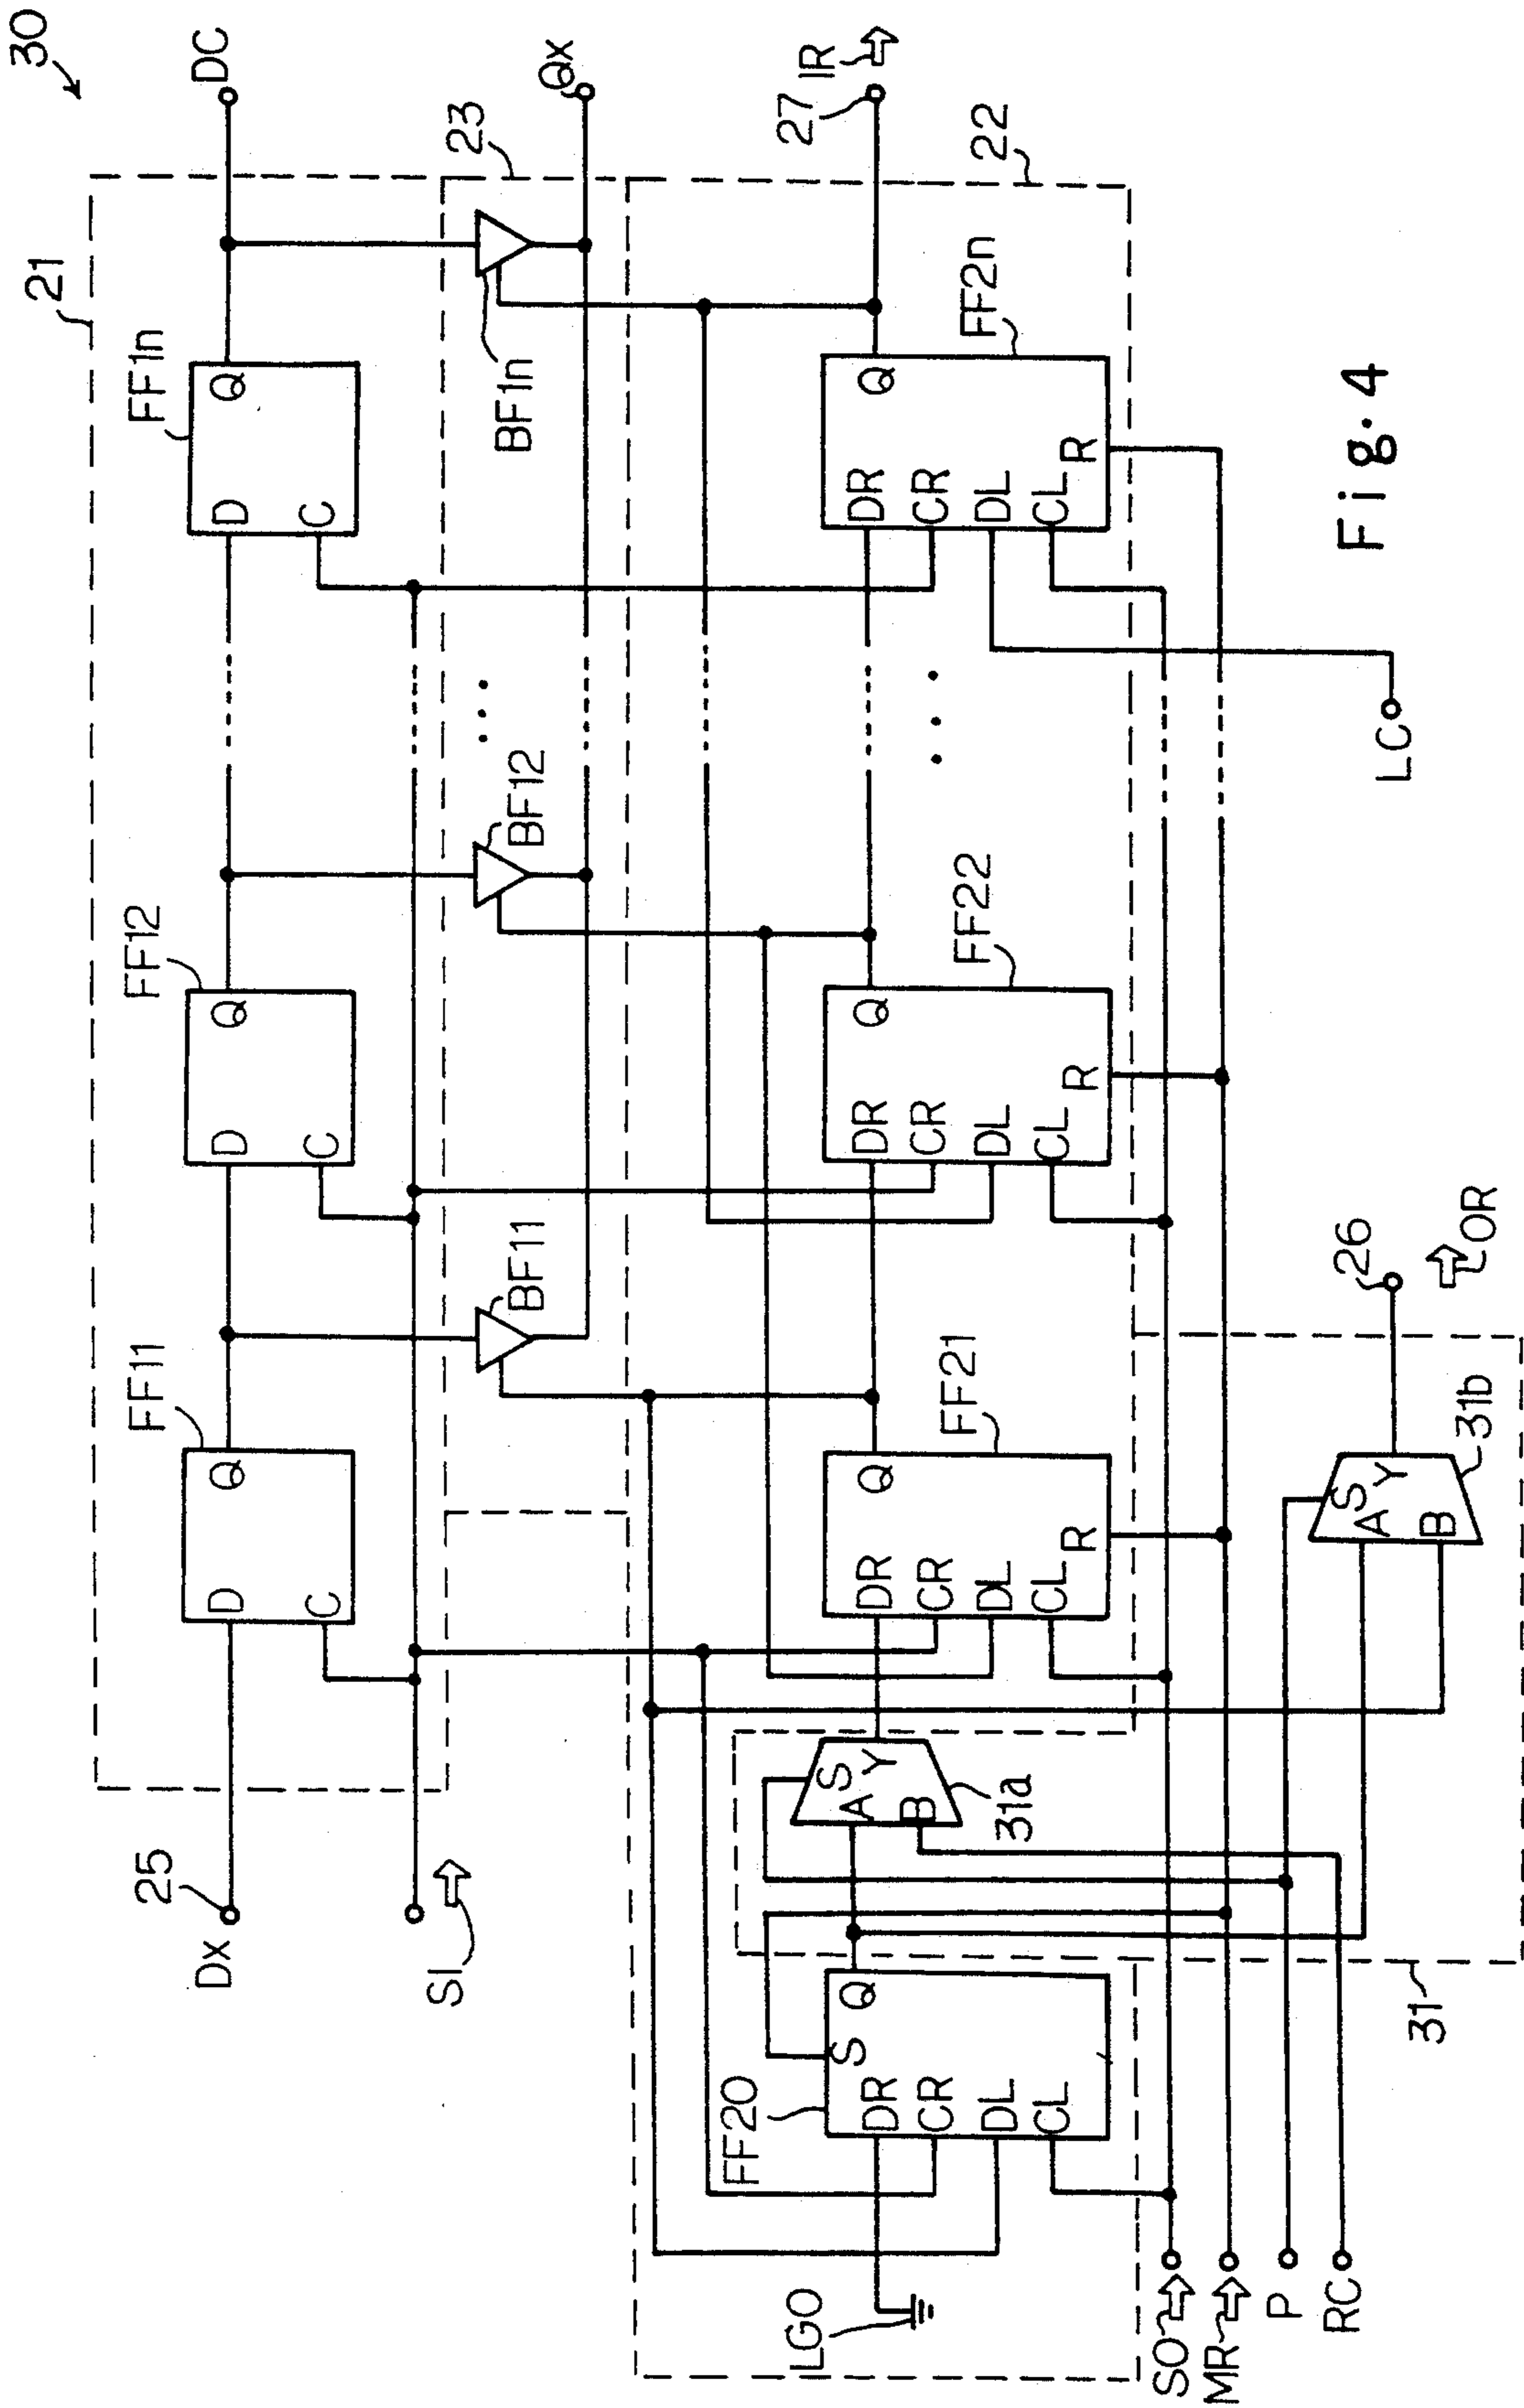 30
21
FF11
FF12
FF1n
DC
Dx
25
D
Q
C
D
Q
C
D
Q
C
SI
23
BF11
BF12
...
BF1n
Qx
22
FF20
S
DR
Q
CR
DL
CL
LG0
S
A
Y
B
31a
FF21
DR
Q
CR
DL
CL
R
FF22
DR
Q
CR
DL
CL
R
...
FF2n
DR
Q
CR
DL
CL
R
27
IR
SO
MR
P
RC
31
S
A
Y
B
31b
26
OR
LC
Fig. 4